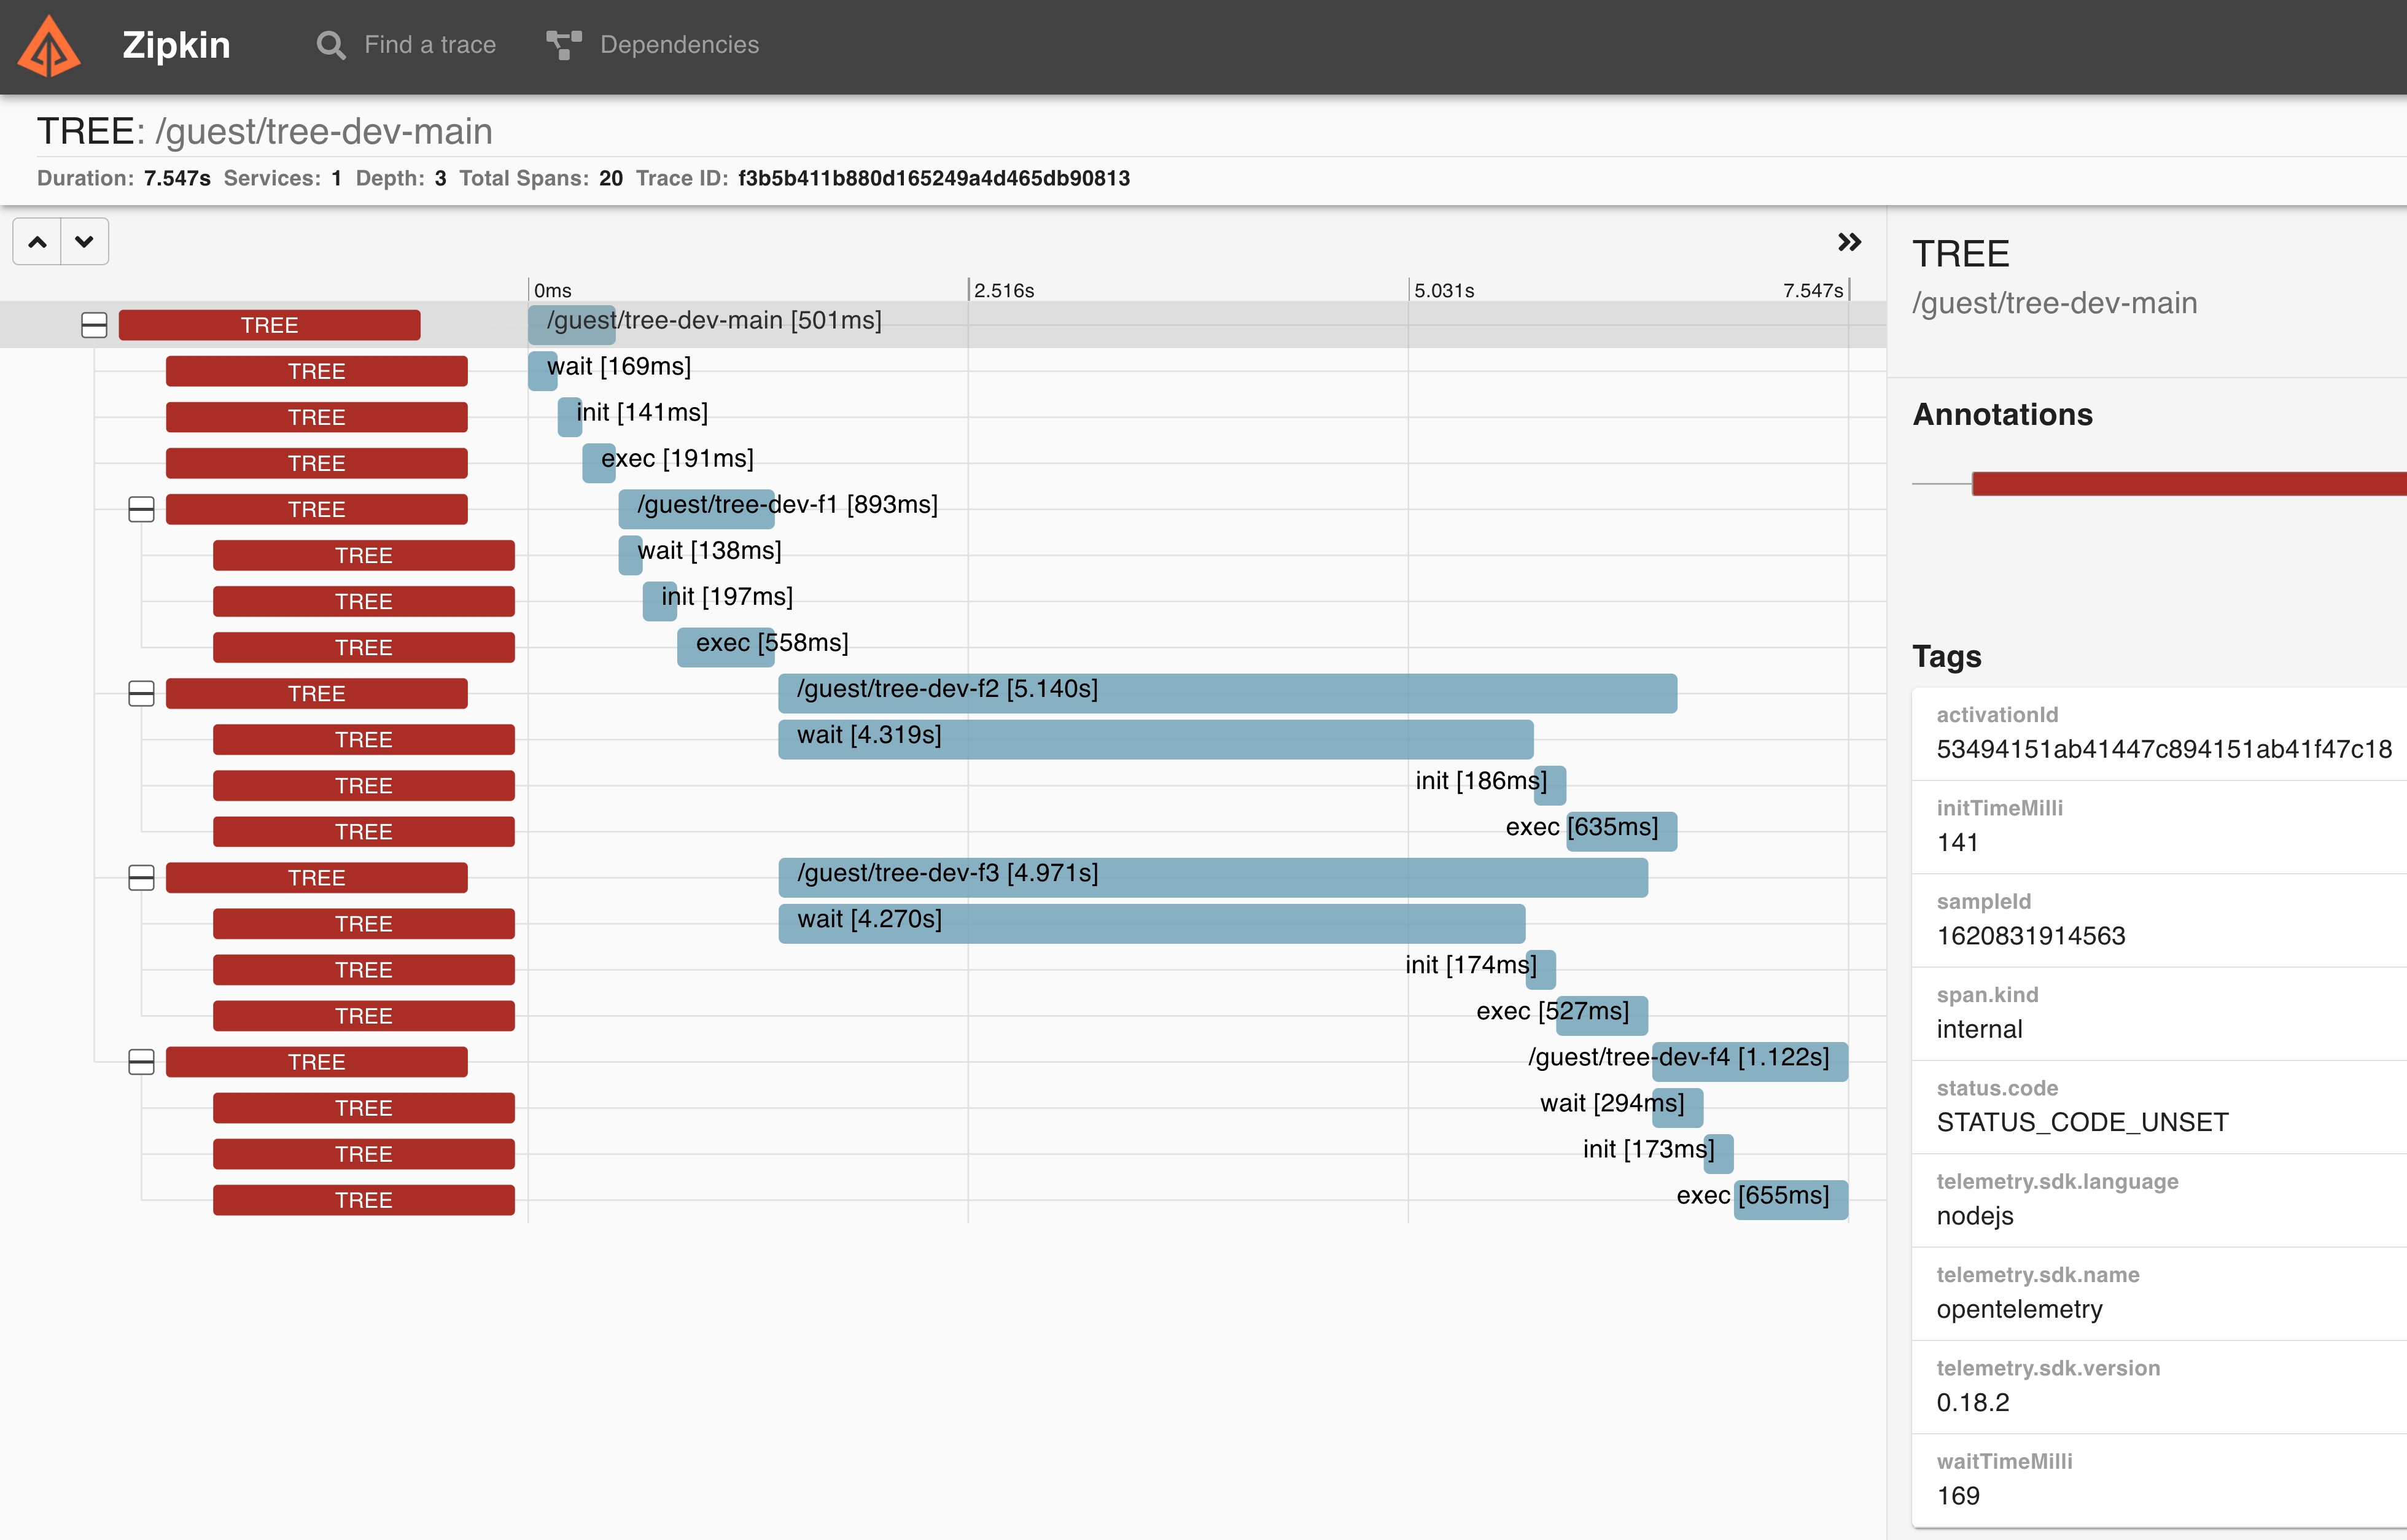 Zipkin Find a trace Dependencies
TREE: /guest/tree-dev-main
Duration: 7.547s Services: 1 Depth: 3 Total Spans: 20 Trace ID: f3b5b411b880d165249a4d465db90813
0ms 2.516s 5.031s 7.547s
TREE /guest/tree-dev-main [501ms]
TREE wait [169ms]
TREE init [141ms]
TREE exec [191ms]
TREE /guest/tree-dev-f1 [893ms]
TREE wait [138ms]
TREE init [197ms]
TREE exec [558ms]
TREE /guest/tree-dev-f2 [5.140s]
TREE wait [4.319s]
TREE init [186ms]
TREE exec [635ms]
TREE /guest/tree-dev-f3 [4.971s]
TREE wait [4.270s]
TREE init [174ms]
TREE exec [527ms]
TREE /guest/tree-dev-f4 [1.122s]
TREE wait [294ms]
TREE init [173ms]
TREE exec [655ms]
TREE
/guest/tree-dev-main
Annotations
Tags
activationId
53494151ab41447c894151ab41f47c18
initTimeMilli
141
sampleId
1620831914563
span.kind
internal
status.code
STATUS_CODE_UNSET
telemetry.sdk.language
nodejs
telemetry.sdk.name
opentelemetry
telemetry.sdk.version
0.18.2
waitTimeMilli
169